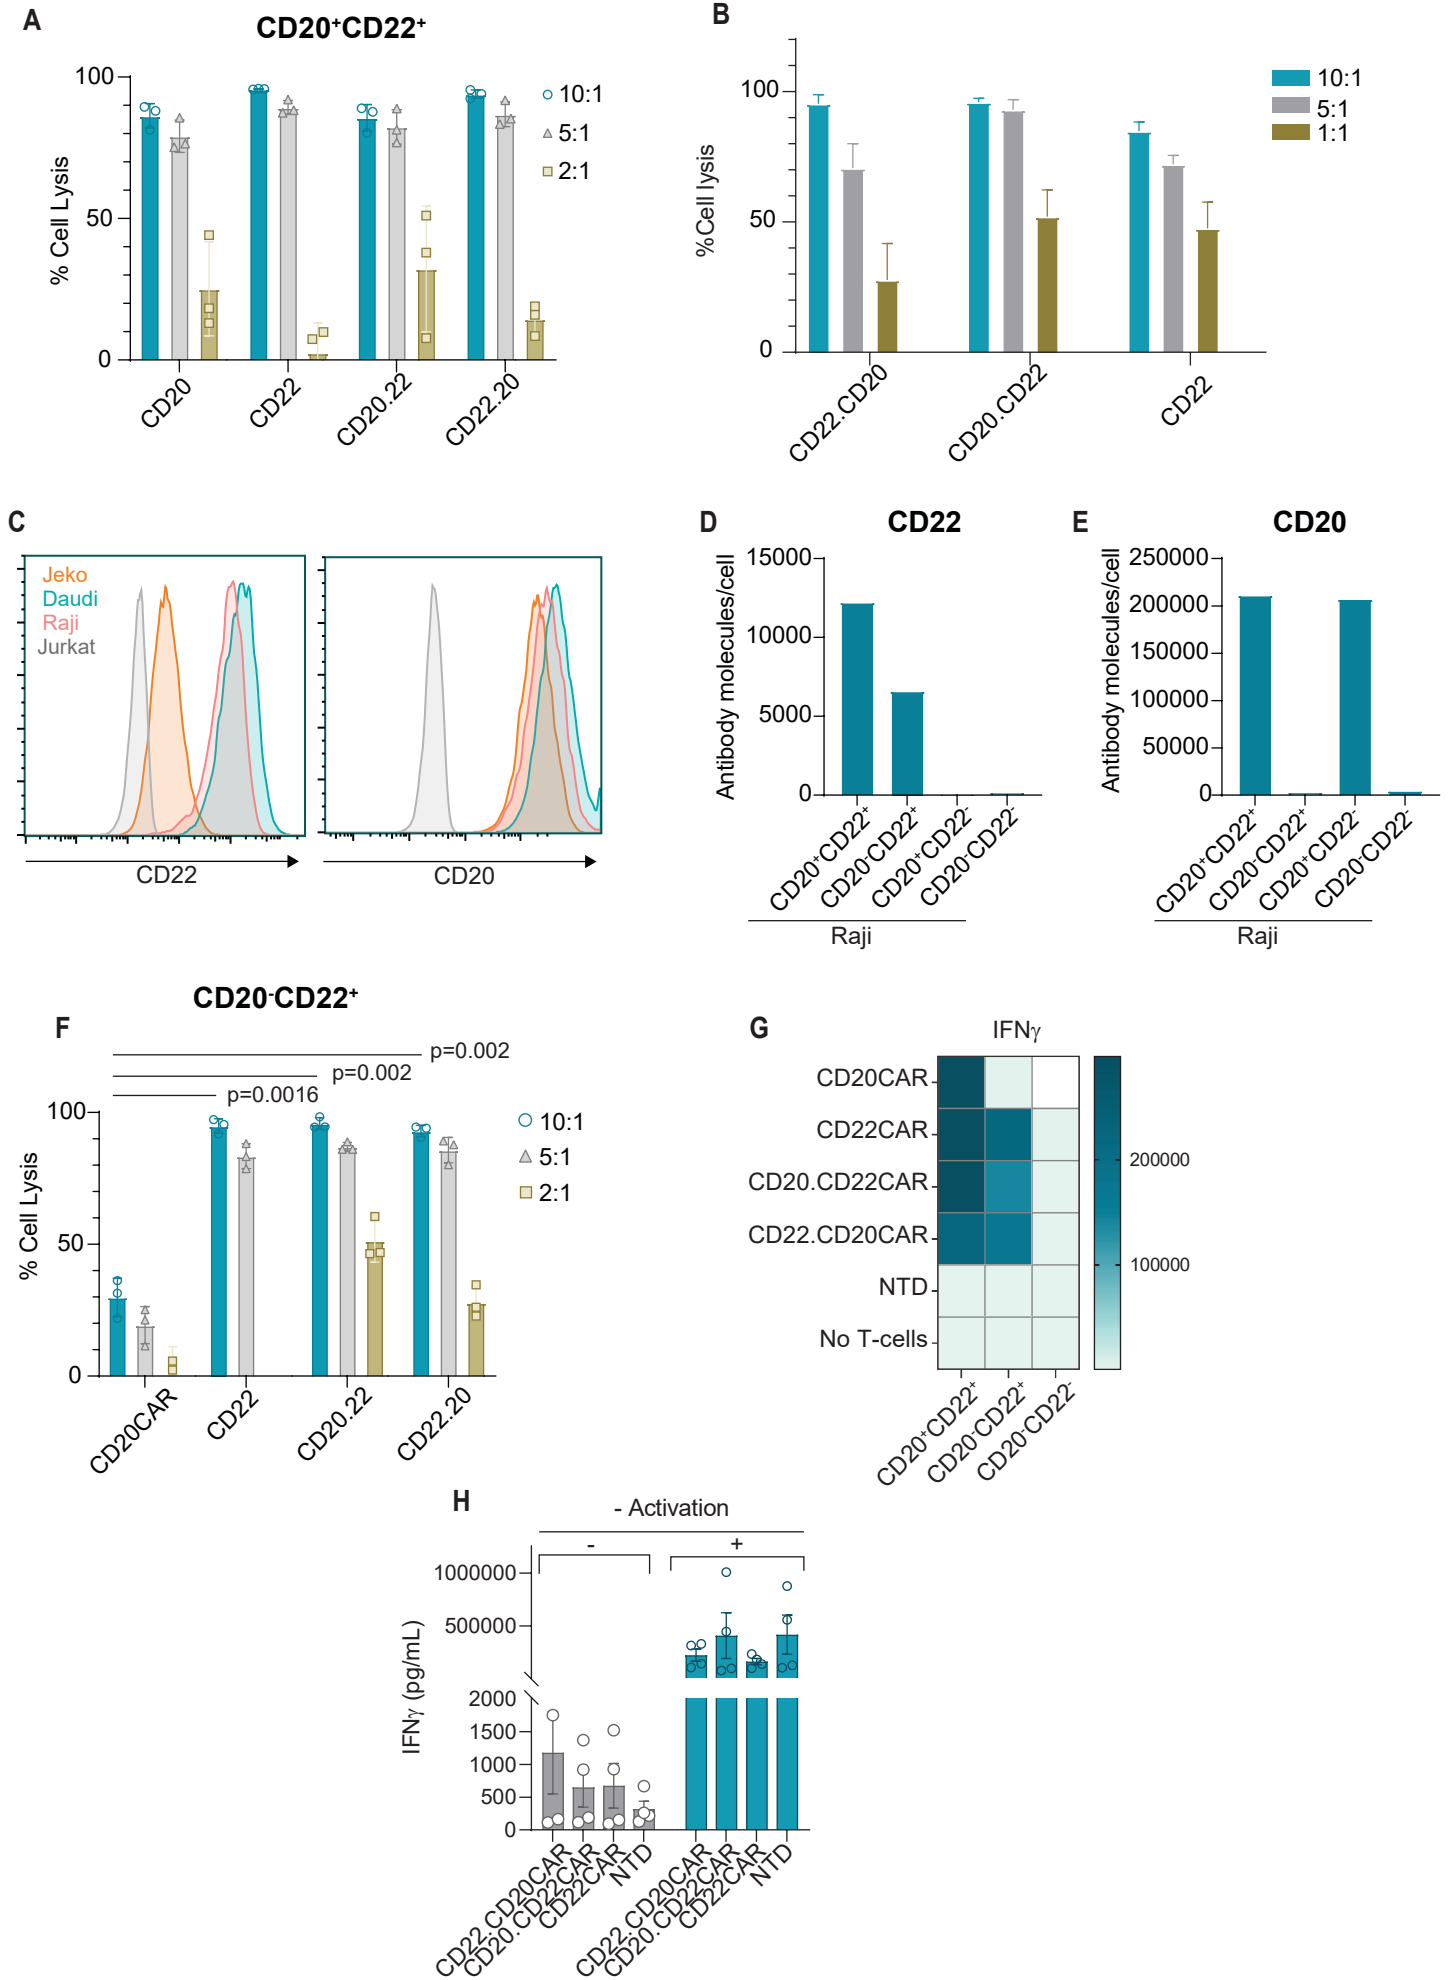 A
CD20⁺CD22⁺
% Cell Lysis
100
50
0
10:1
5:1
2:1
CD20
CD22
CD20.22
CD22.20
B
%Cell lysis
100
50
0
10:1
5:1
1:1
CD22.CD20
CD20.CD22
CD22
C
Jeko
Daudi
Raji
Jurkat
CD22
CD20
D
CD22
Antibody molecules/cell
15000
10000
5000
0
CD20⁺CD22⁺
CD20⁻CD22⁺
CD20⁺CD22⁻
CD20⁻CD22⁻
Raji
E
CD20
Antibody molecules/cell
250000
200000
150000
100000
50000
0
CD20⁺CD22⁺
CD20⁻CD22⁺
CD20⁺CD22⁻
CD20⁻CD22⁻
Raji
CD20⁻CD22⁺
F
p=0.002
p=0.002
p=0.0016
% Cell Lysis
100
50
0
10:1
5:1
2:1
CD20CAR
CD22
CD20.22
CD22.20
G
IFNγ
CD20CAR
CD22CAR
CD20.CD22CAR
CD22.CD20CAR
NTD
No T-cells
200000
100000
CD20⁺CD22⁺
CD20⁻CD22⁺
CD20⁻CD22⁻
H
- Activation
-
+
IFNγ (pg/mL)
1000000
500000
2000
1500
1000
500
0
CD22.CD20CAR
CD20.CD22CAR
CD22CAR
NTD
CD22.CD20CAR
CD20.CD22CAR
CD22CAR
NTD